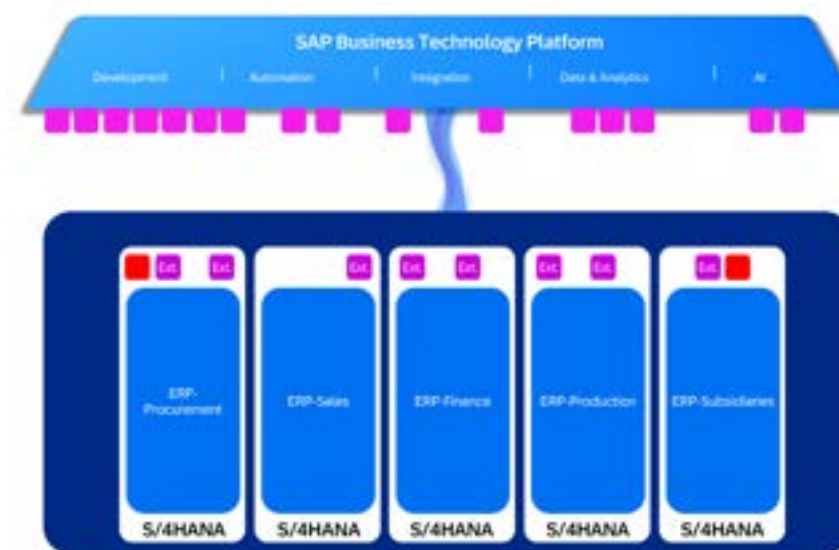 SAP Business Technology Platform
Development | Automation | Integration | Data & Analytics | AI
Ext. Ext. Ext. Ext. Ext. Ext. Ext. Ext.
ERP-
Procurement
ERP-Sales
ERP-Finance
ERP-Production
ERP-Subsidiaries
S/4HANA S/4HANA S/4HANA S/4HANA S/4HANA